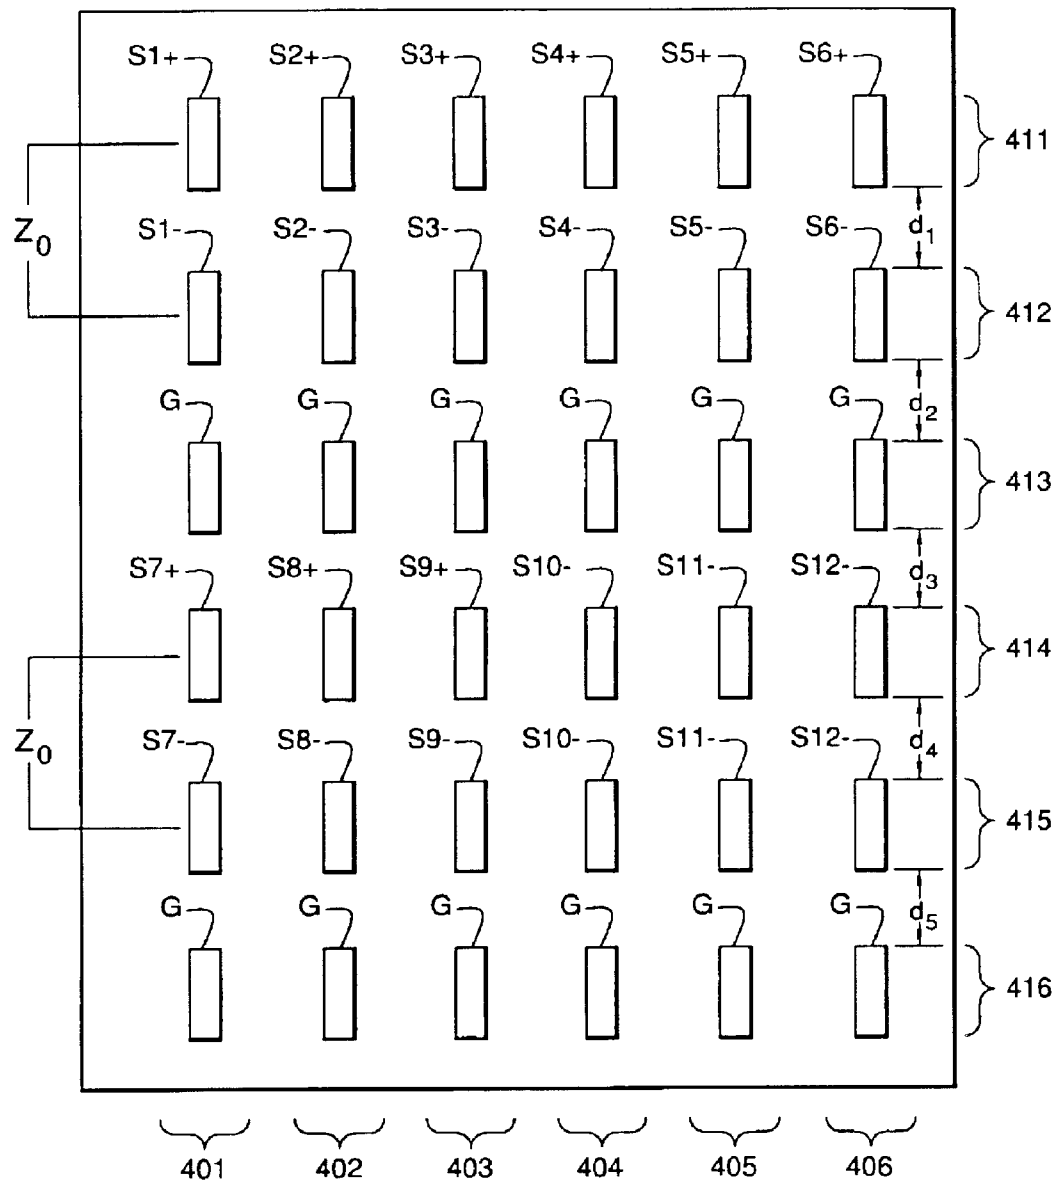 S1+ S2+ S3+ S4+ S5+ S6+
411
Z0
d1
S1- S2- S3- S4- S5- S6-
412
G G G G G G
d2
413
S7+ S8+ S9+ S10- S11- S12-
d3
414
Z0
S7- S8- S9- S10- S11- S12-
d4
415
G G G G G G
d5
416
401 402 403 404 405 406